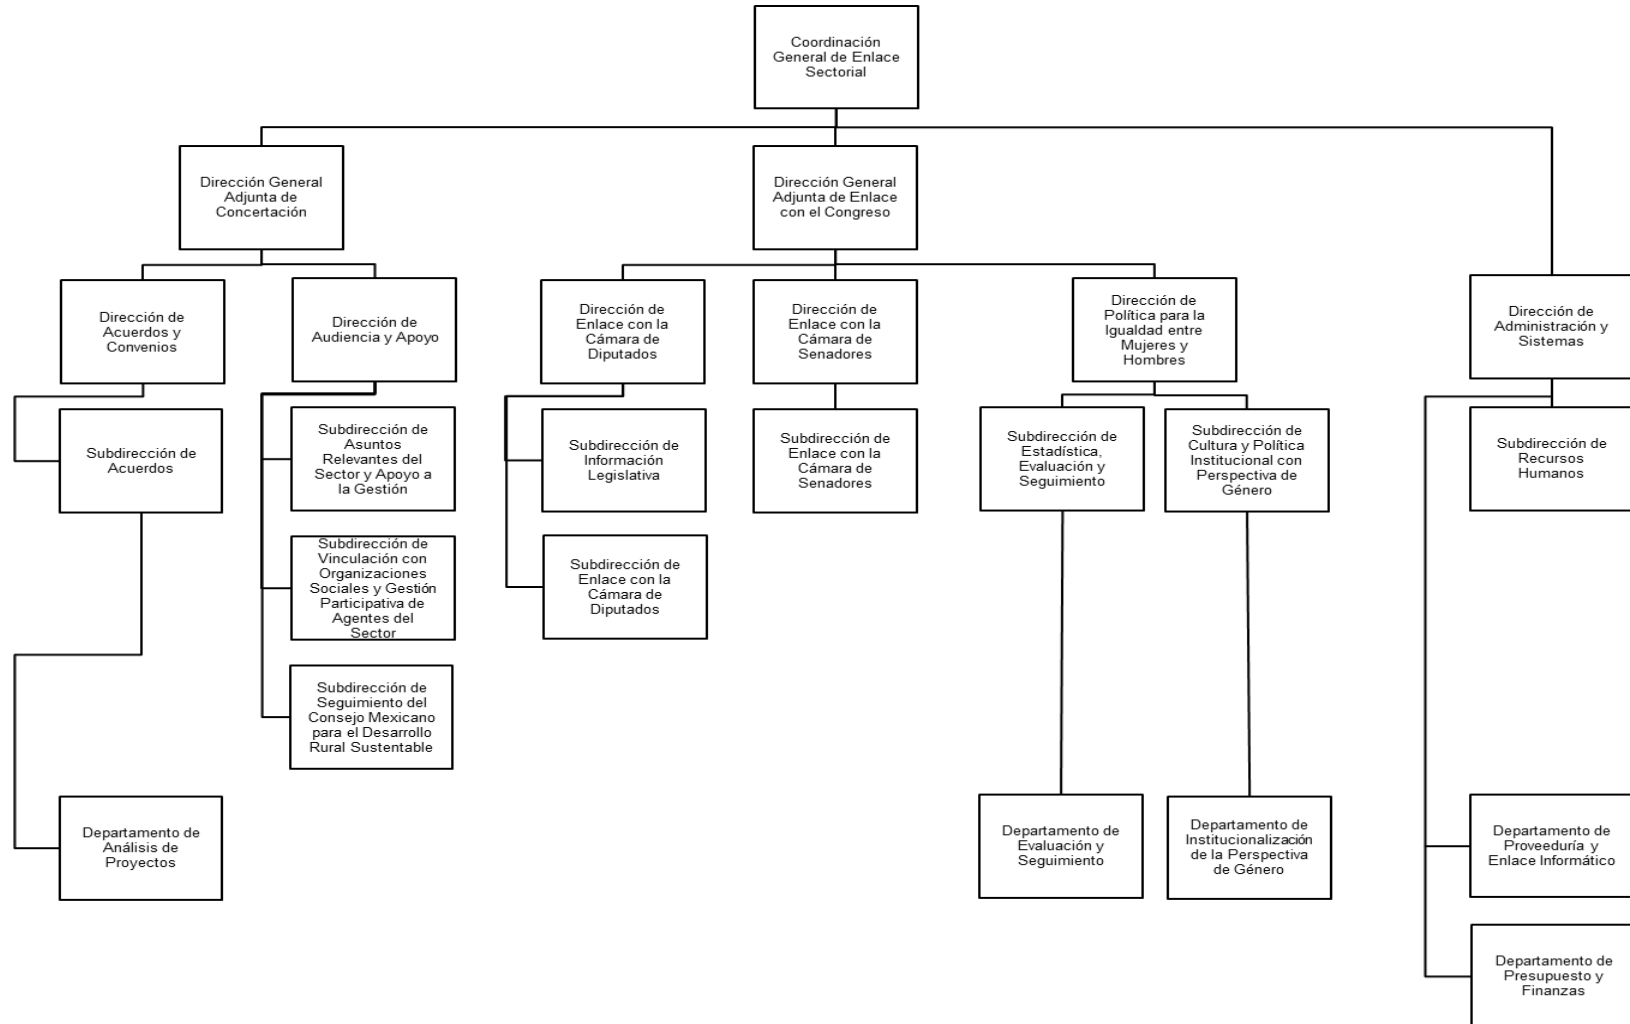 Coordinación
General de Enlace
Sectorial
Dirección General
Adjunta de
Concertación
Dirección General
Adjunta de Enlace
con el Congreso
Dirección de
Acuerdos y
Convenios
Dirección de
Audiencia y Apoyo
Dirección de
Enlace con la
Cámara de
Diputados
Dirección de
Enlace con la
Cámara de
Senadores
Dirección de
Política para la
Igualdad entre
Mujeres y
Hombres
Dirección de
Administración y
Sistemas
Subdirección de
Acuerdos
Subdirección de
Asuntos
Relevantes del
Sector y Apoyo a
la Gestión
Subdirección de
Información
Legislativa
Subdirección de
Enlace con la
Cámara de
Senadores
Subdirección de
Estadística,
Evaluación y
Seguimiento
Subdirección de
Cultura y Política
Institucional con
Perspectiva de
Género
Subdirección de
Recursos
Humanos
Subdirección de
Vinculación con
Organizaciones
Sociales y Gestión
Participativa de
Agentes del
Sector
Subdirección de
Enlace con la
Cámara de
Diputados
Subdirección de
Seguimiento del
Consejo Mexicano
para el Desarrollo
Rural Sustentable
Departamento de
Análisis de
Proyectos
Departamento de
Evaluación y
Seguimiento
Departamento de
Institucionalización
de la Perspectiva
de Género
Departamento de
Proveeduría y
Enlace Informático
Departamento de
Presupuesto y
Finanzas